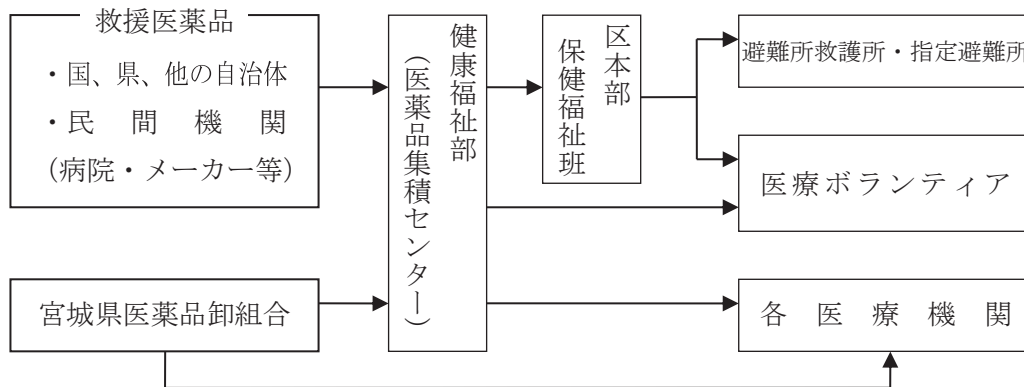 救援医薬品
・国、県、他の自治体
・民間機関
(病院・メーカー等)
宮城県医薬品卸組合
健康福祉部
(医薬品集積センター)
区本部
保健福祉班
避難所救護所・指定避難所
医療ボランティア
各医療機関